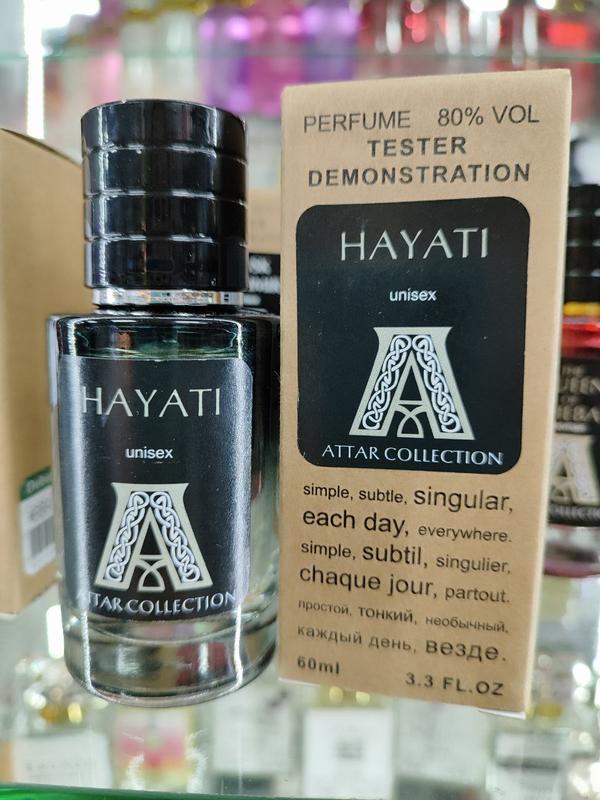 HAYATI
unisex
A
ATTAR COLLECTION
PERFUME 80% VOL
TESTER
DEMONSTRATION
HAYATI
unisex
A
ATTAR COLLECTION
simple, subtle, singular,
each day, everywhere.
simple, subtil, singulier,
chaque jour, partout.
простой, тонкий, необычный,
каждый день, везде.
60ml 3.3 FL.OZ